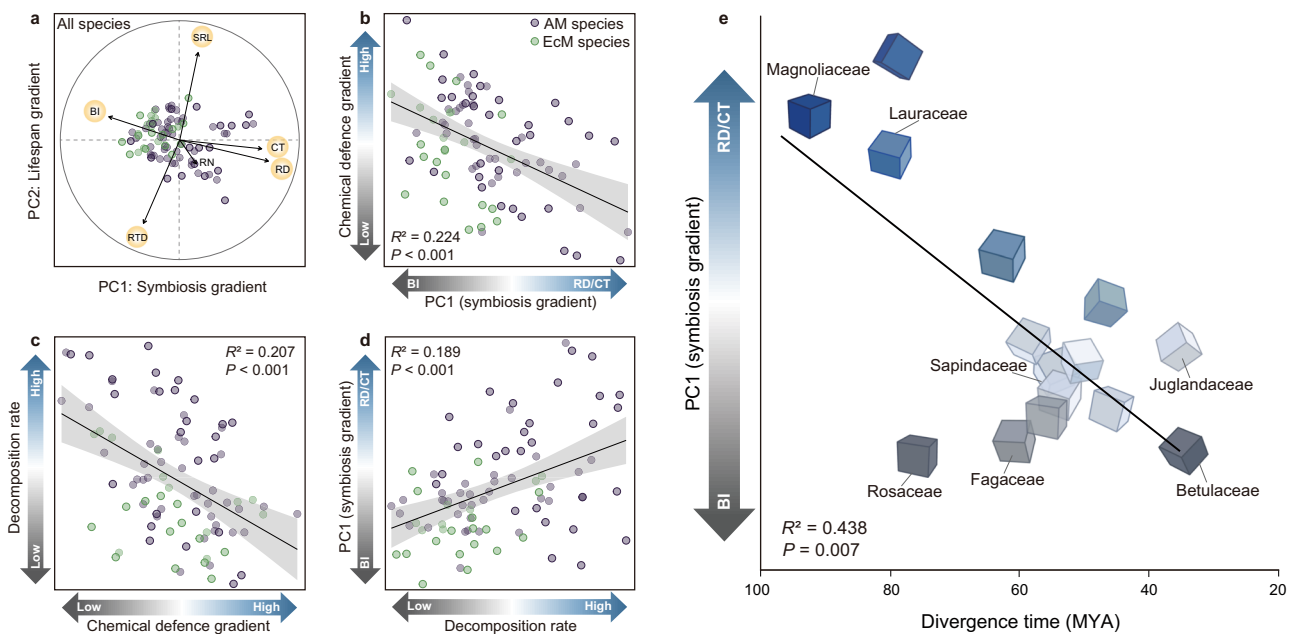 a
All species
SRL
BI
CT
RN
RD
RTD
PC2: Lifespan gradient
PC1: Symbiosis gradient
b
AM species
EcM species
High
Low
Chemical defence gradient
R² = 0.224
P < 0.001
BI
RD/CT
PC1 (symbiosis gradient)
c
R² = 0.207
P < 0.001
High
Low
Decomposition rate
Low
High
Chemical defence gradient
d
R² = 0.189
P < 0.001
RD/CT
BI
PC1 (symbiosis gradient)
Low
High
Decomposition rate
e
Magnoliaceae
Lauraceae
RD/CT
BI
PC1 (symbiosis gradient)
Sapindaceae
Juglandaceae
Rosaceae
Fagaceae
Betulaceae
R² = 0.438
P = 0.007
100
80
60
40
20
Divergence time (MYA)